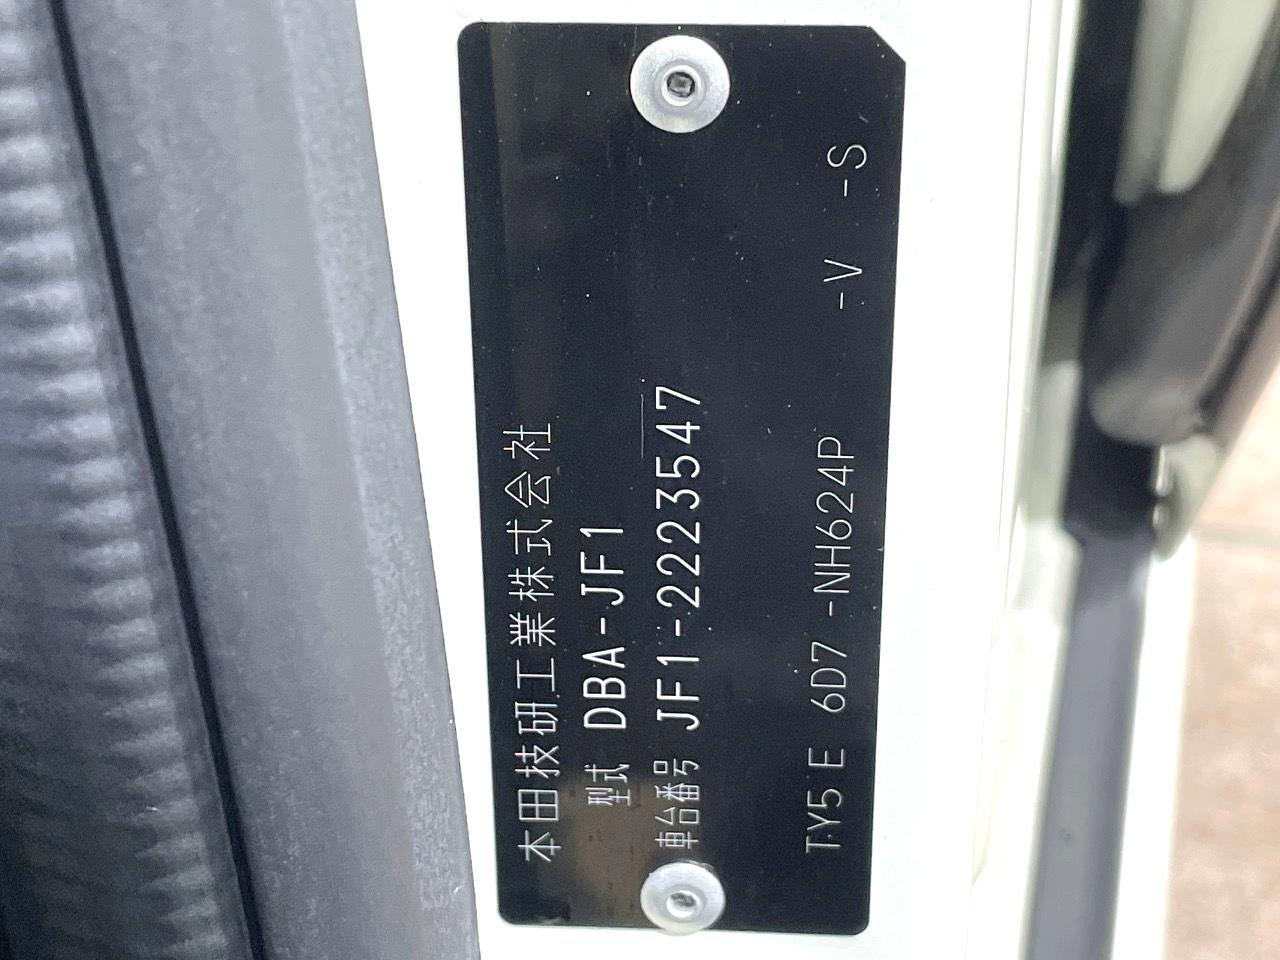 本田技研工業株式会社
型式 DBA-JF1
車台番号 JF1-2223547
TY5E 6D7 -NH624P -V -S